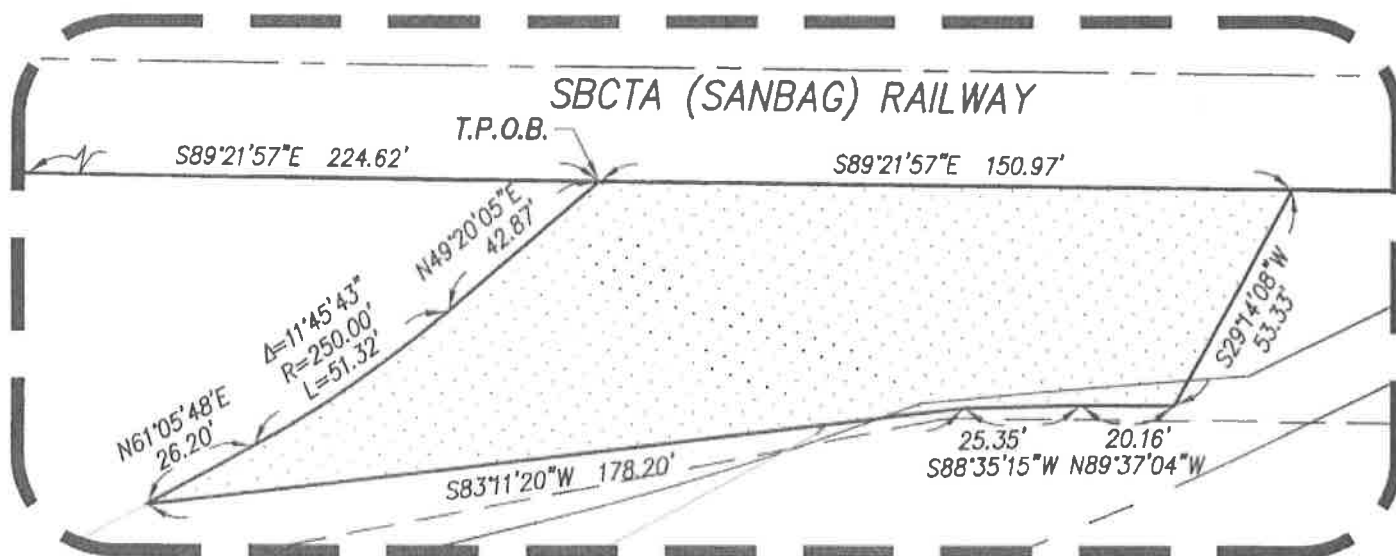 SBCTA (SANBAG) RAILWAY
T.P.O.B.
S89°21'57"E 224.62'
S89°21'57"E 150.97'
N49°20'05"E
42.87'
Δ=11°45'43"
R=250.00'
L=51.32'
N61°05'48"E
26.20'
S29°14'08"W
53.33'
25.35' 20.16'
S88°35'15"W N89°37'04"W
S83°11'20"W 178.20'